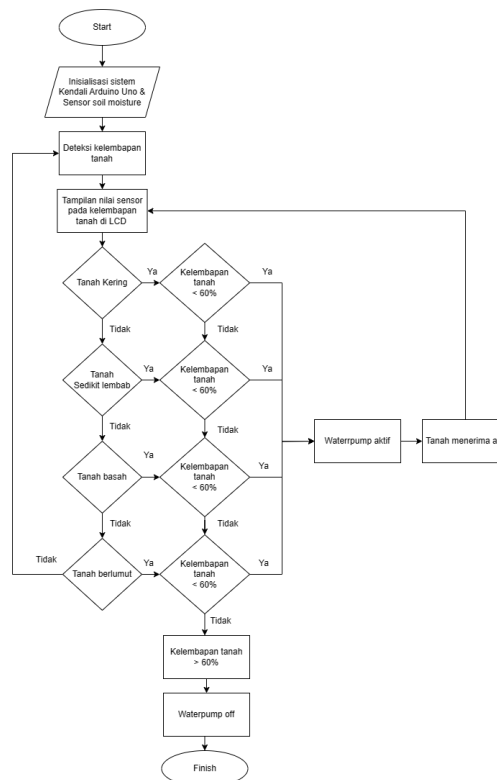 Start
Inisialisasi sistem
Kendali Arduino Uno &
Sensor soil moisture
Deteksi kelembapan
tanah
Tampilan nilai sensor
pada kelembapan
tanah di LCD
Tanah Kering
Ya
Kelembapan
tanah
< 60%
Ya
Tidak
Tidak
Tanah
Sedikit lembab
Ya
Kelembapan
tanah
< 60%
Ya
Tidak
Tidak
Waterrpump aktif
Tanah menerima a
Tanah basah
Ya
Kelembapan
tanah
< 60%
Ya
Tidak
Tidak
Tidak
Tanah berlumut
Ya
Kelembapan
tanah
< 60%
Ya
Tidak
Kelembapan tanah
> 60%
Waterpump off
Finish